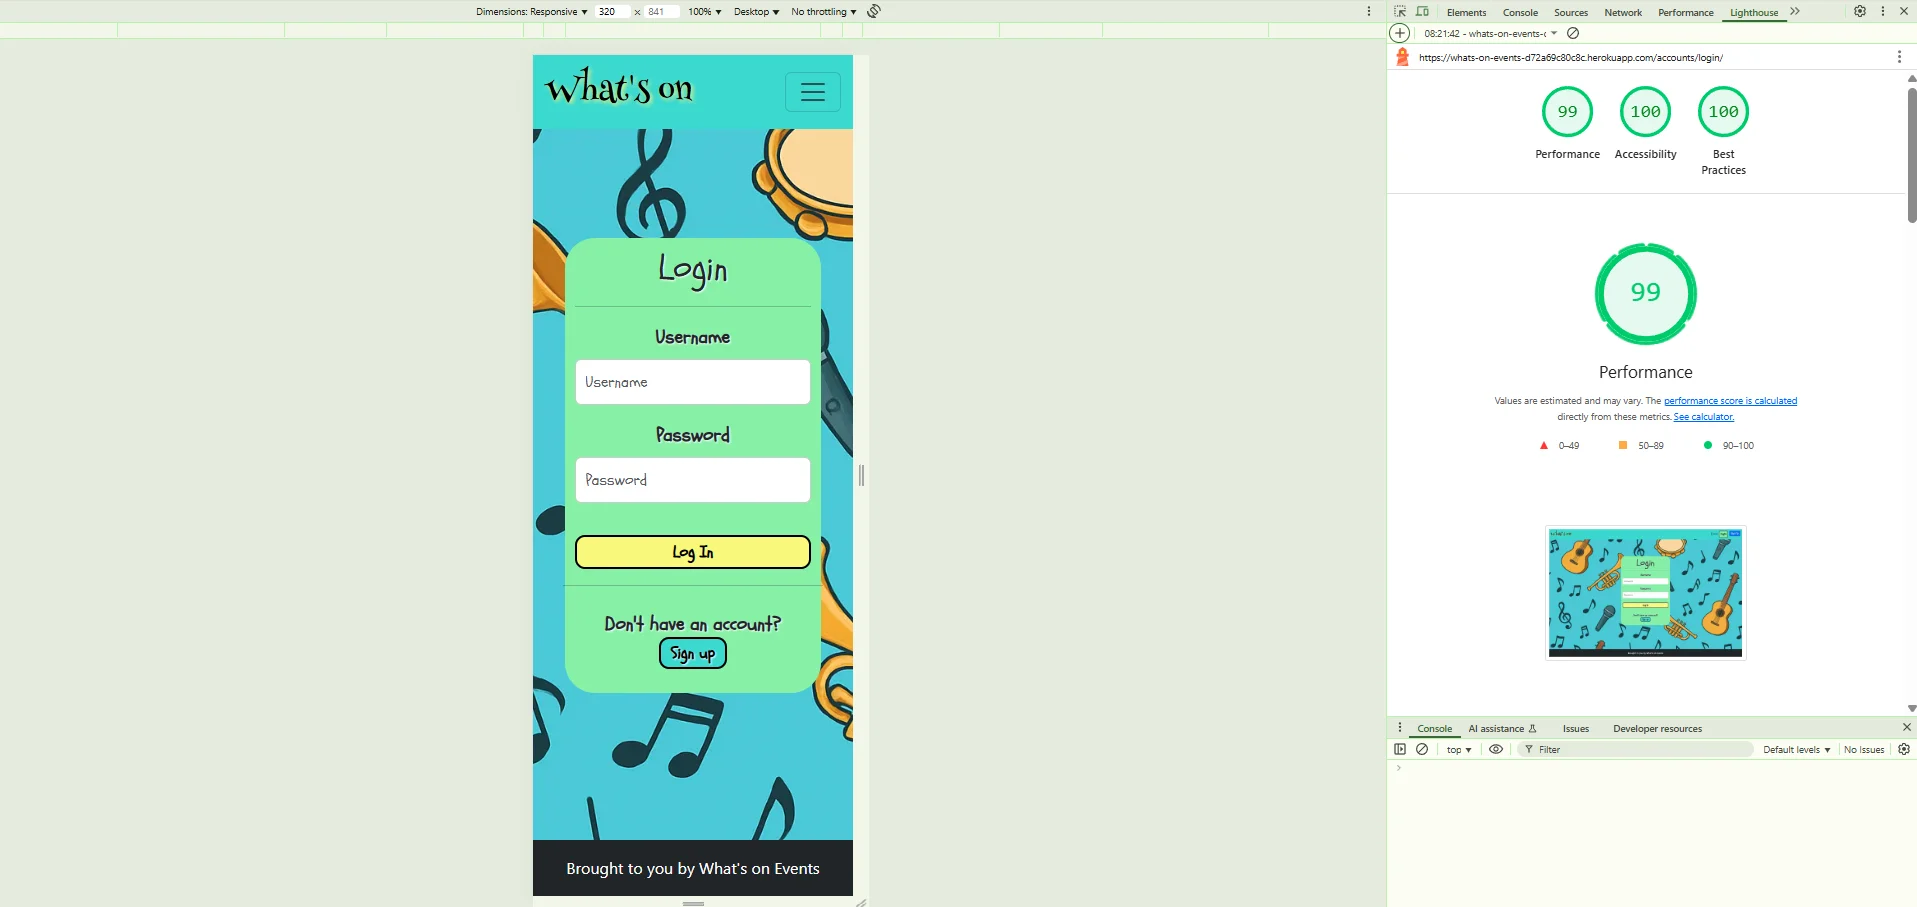 Dimensions: Responsive 320 × 841 100% Desktop No throttling
What's on
Login
Username
Username
Password
Password
Log In
Don't have an account?
Sign up
Brought to you by What's on Events
Elements Console Sources Network Performance Lighthouse
08:21:42 - whats-on-events-
https://whats-on-events-d72a69c80c8c.herokuapp.com/accounts/login/
99 100 100
Performance Accessibility Best
Practices
99
Performance
Values are estimated and may vary. The performance score is calculated
directly from these metrics. See calculator.
0–49 50–89 90–100
What's on
Login
Console AI assistance Issues Developer resources
top Filter Default levels No Issues